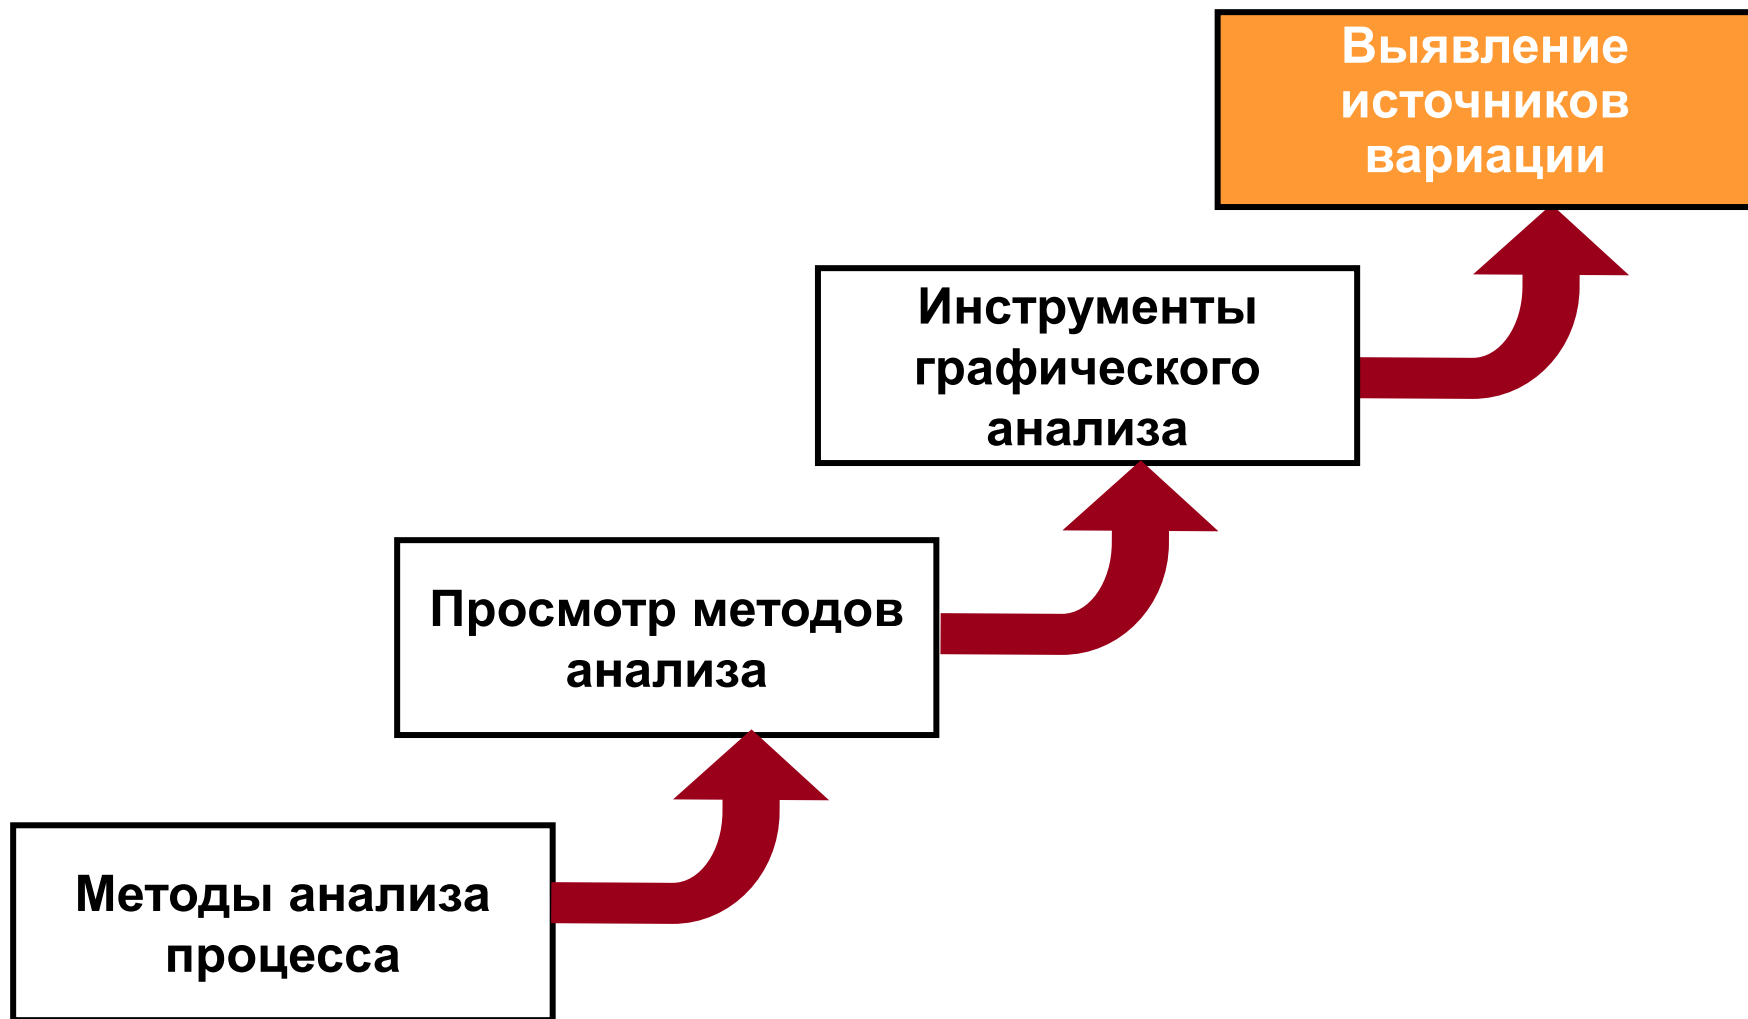 Выявление
источников
вариации
Инструменты
графического
анализа
Просмотр методов
анализа
Методы анализа
процесса